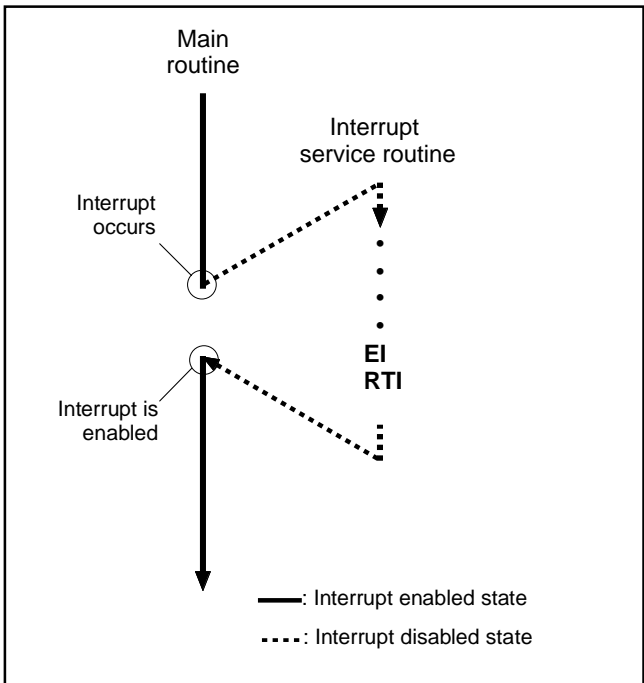 Main
routine
Interrupt
service routine
Interrupt
occurs
EI
RTI
Interrupt is
enabled
: Interrupt enabled state
: Interrupt disabled state